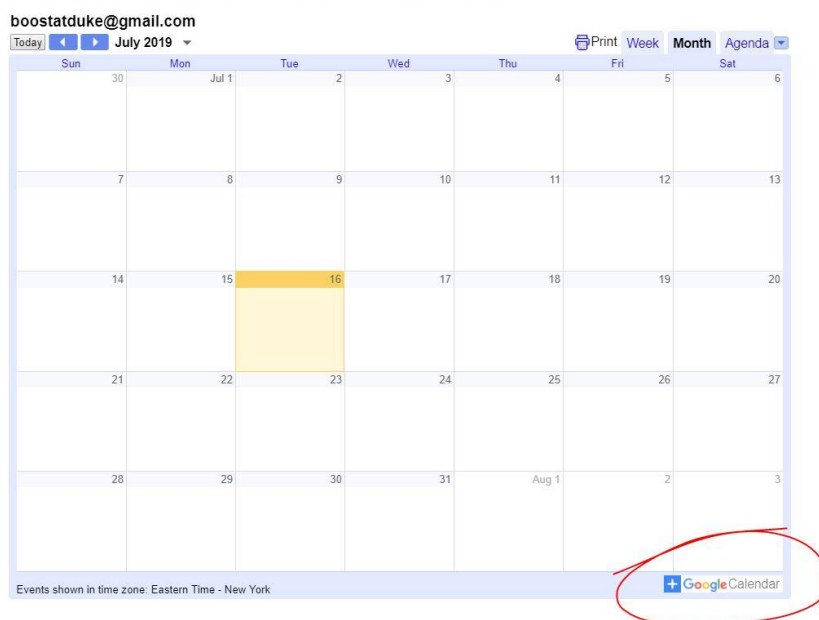 boostatduke@gmail.com
Today July 2019 Print Week Month Agenda
Sun Mon Tue Wed Thu Fri Sat
30 Jul 1 2 3 4 5 6
7 8 9 10 11 12 13
14 15 16 17 18 19 20
21 22 23 24 25 26 27
28 29 30 31 Aug 1 2 3
Events shown in time zone: Eastern Time - New York + Google Calendar